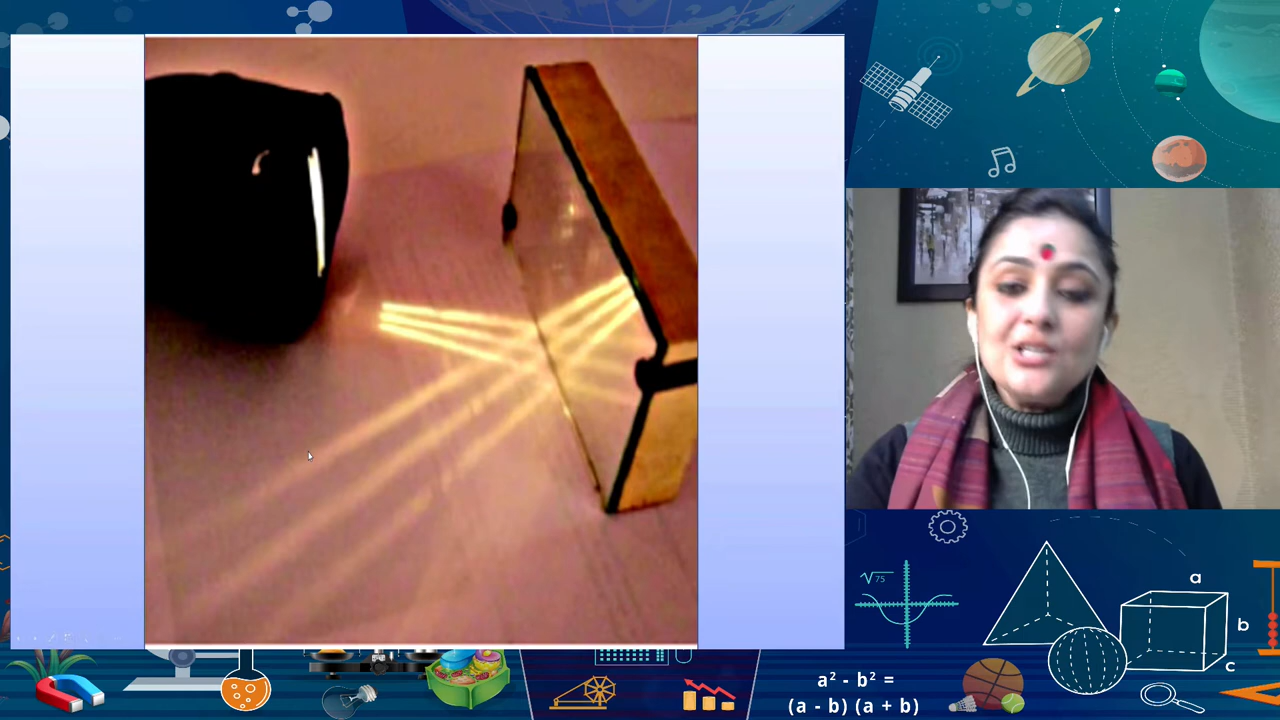 √75
a
b
c
a² - b² =
(a - b) (a + b)